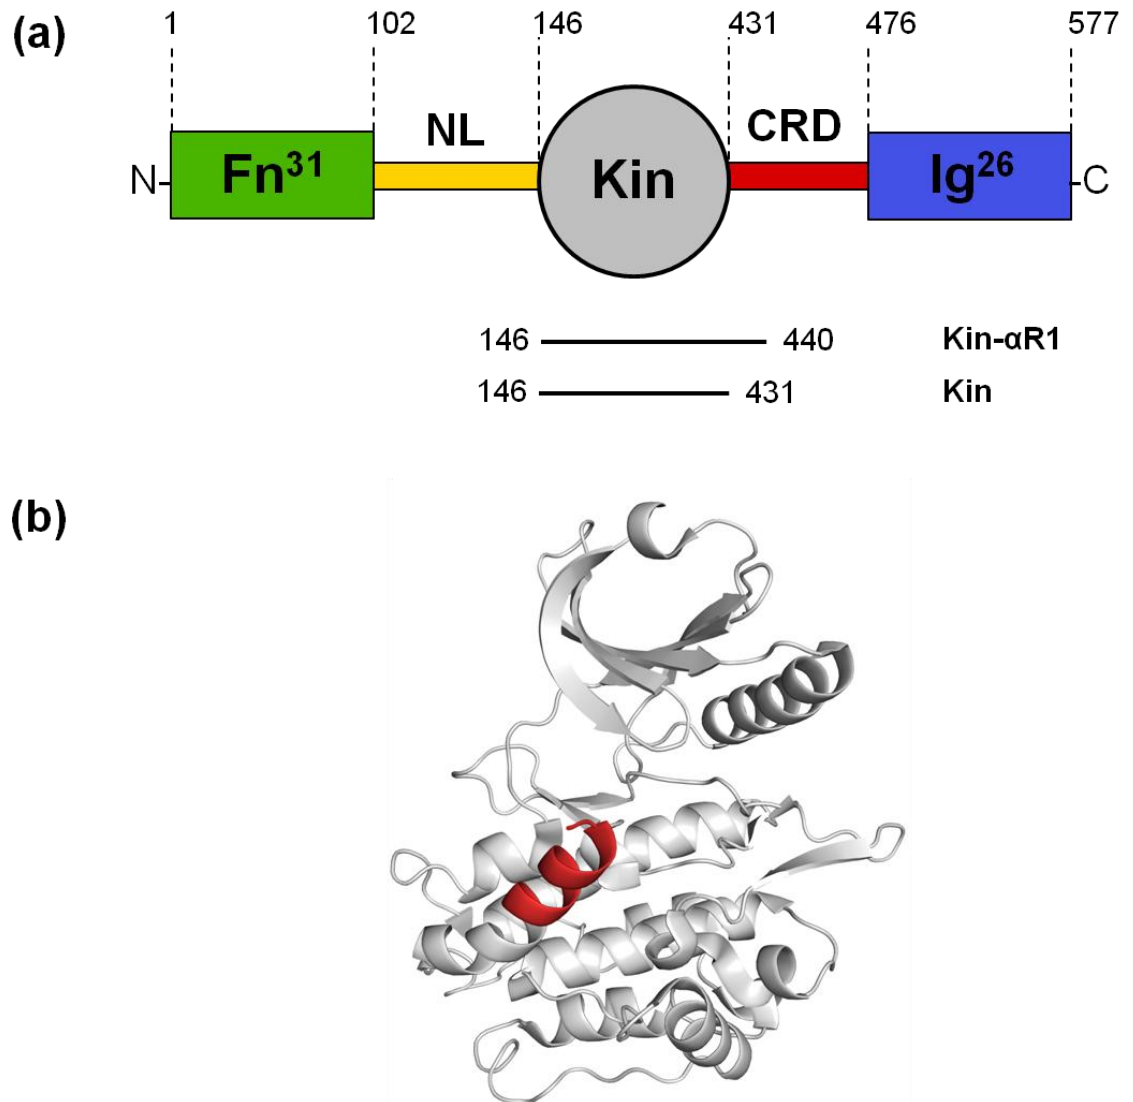 (a)
1 102 146 431 476 577
NL CRD
N- Fn³¹ Kin Ig²⁶ -C
146 440 Kin-αR1
146 431 Kin
(b)